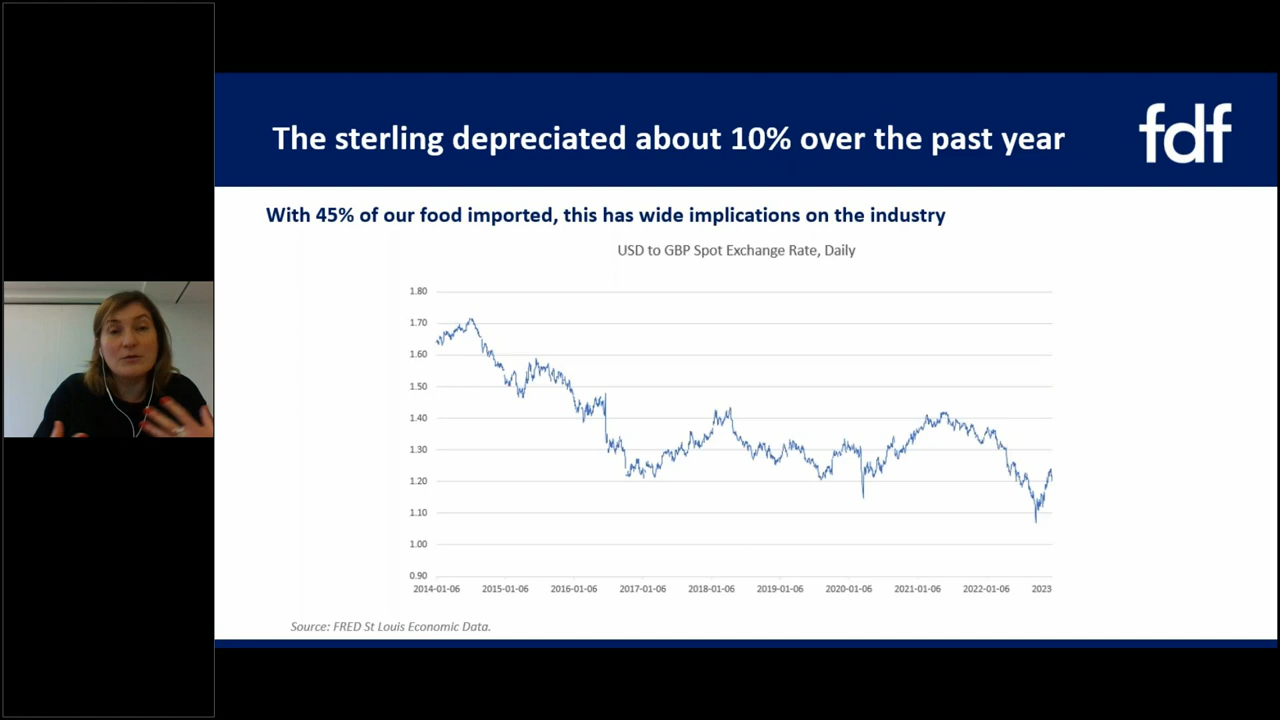 The sterling depreciated about 10% over the past year
fdf
With 45% of our food imported, this has wide implications on the industry
USD to GBP Spot Exchange Rate, Daily
1.80
1.70
1.60
1.50
1.40
1.30
1.20
1.10
1.00
0.90
2014-01-06 2015-01-06 2016-01-06 2017-01-06 2018-01-06 2019-01-06 2020-01-06 2021-01-06 2022-01-06 2023
Source: FRED St Louis Economic Data.